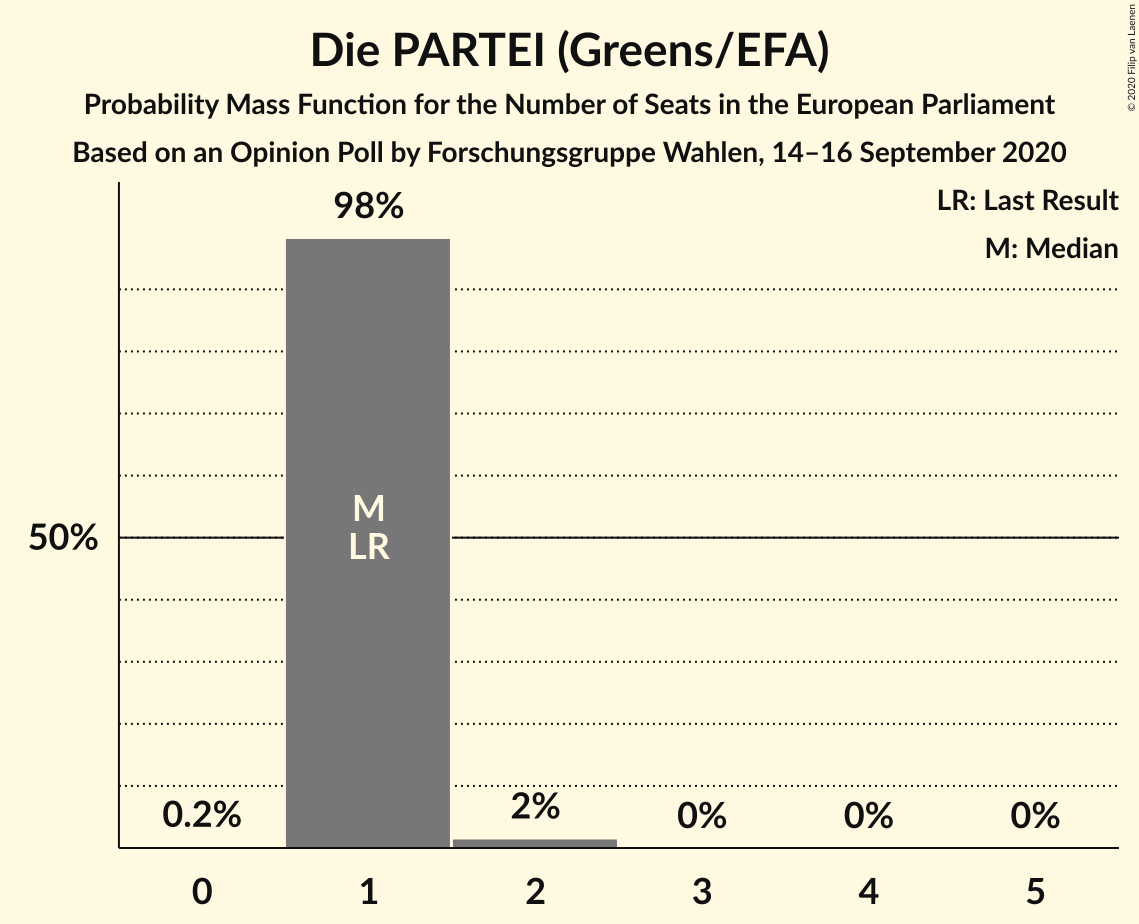 Die PARTEI (Greens/EFA)
Probability Mass Function for the Number of Seats in the European Parliament
Based on an Opinion Poll by Forschungsgruppe Wahlen, 14–16 September 2020
© 2020 Filip van Laenen
LR: Last Result
M: Median
98%
M
LR
50%
0.2%
2%
0%
0%
0%
0
1
2
3
4
5